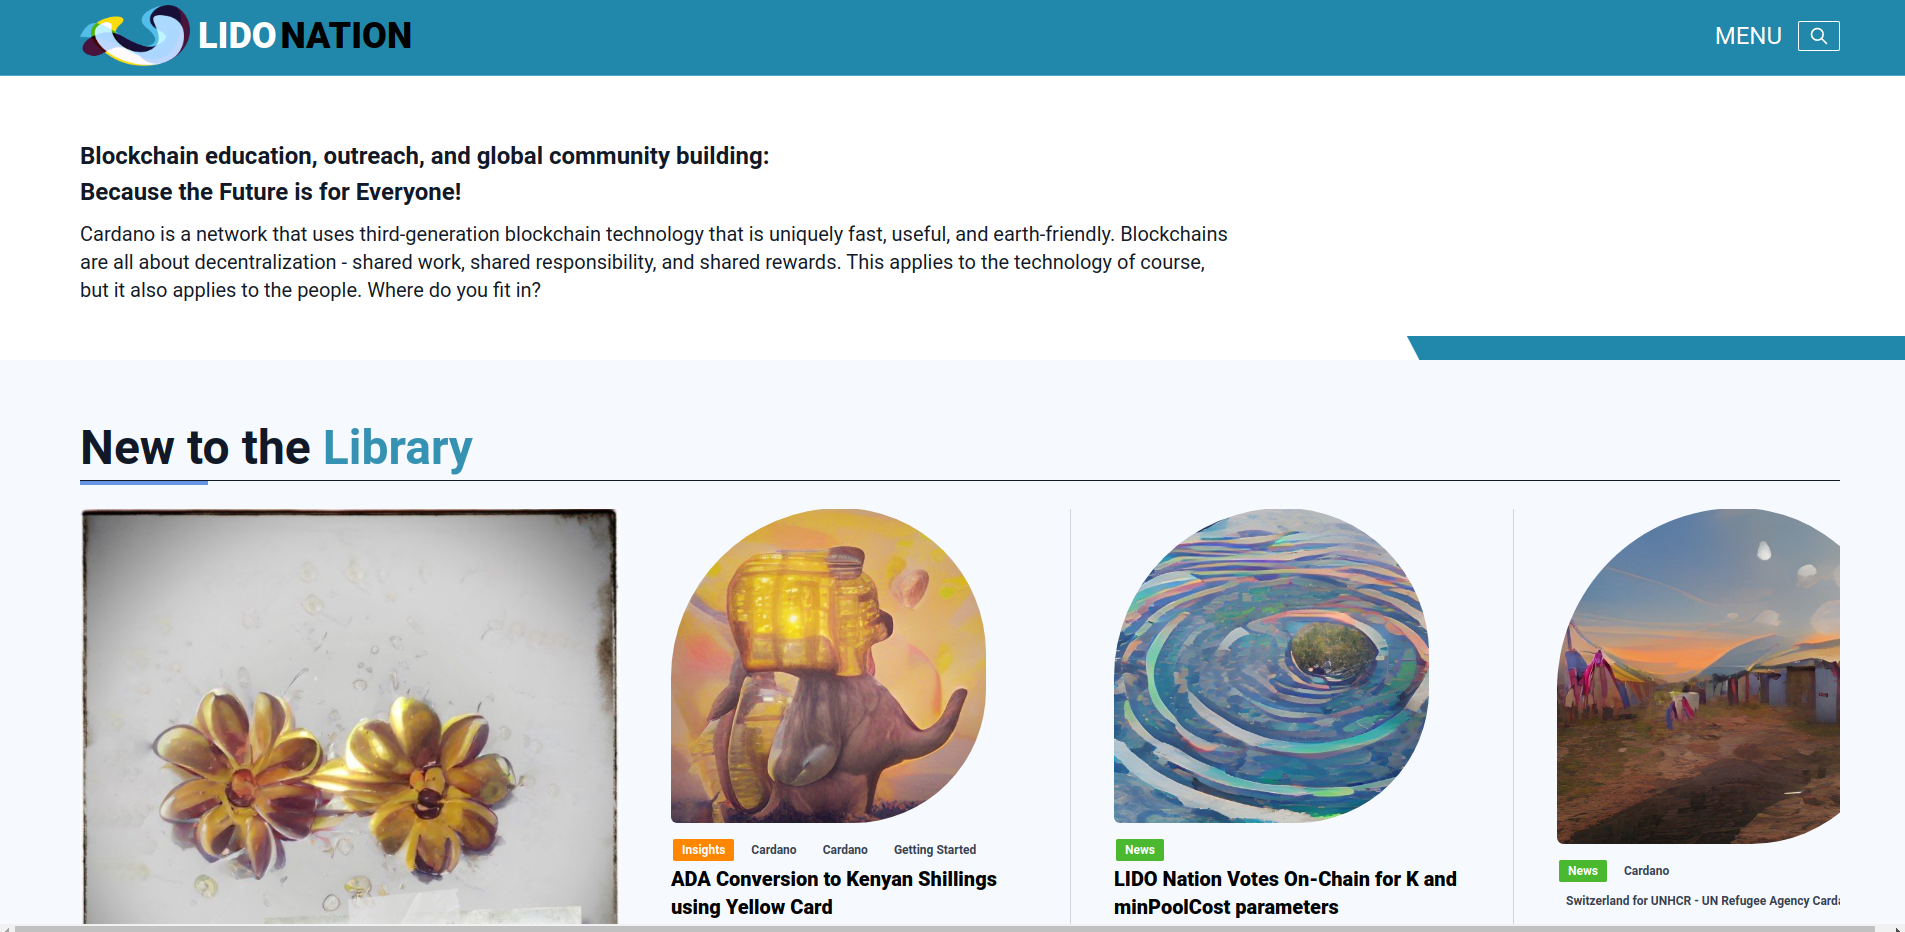 LIDO NATION
MENU
Blockchain education, outreach, and global community building:
Because the Future is for Everyone!
Cardano is a network that uses third-generation blockchain technology that is uniquely fast, useful, and earth-friendly. Blockchains
are all about decentralization - shared work, shared responsibility, and shared rewards. This applies to the technology of course,
but it also applies to the people. Where do you fit in?
New to the Library
Insights Cardano Cardano Getting Started
ADA Conversion to Kenyan Shillings
using Yellow Card
News
LIDO Nation Votes On-Chain for K and
minPoolCost parameters
News Cardano
Switzerland for UNHCR - UN Refugee Agency